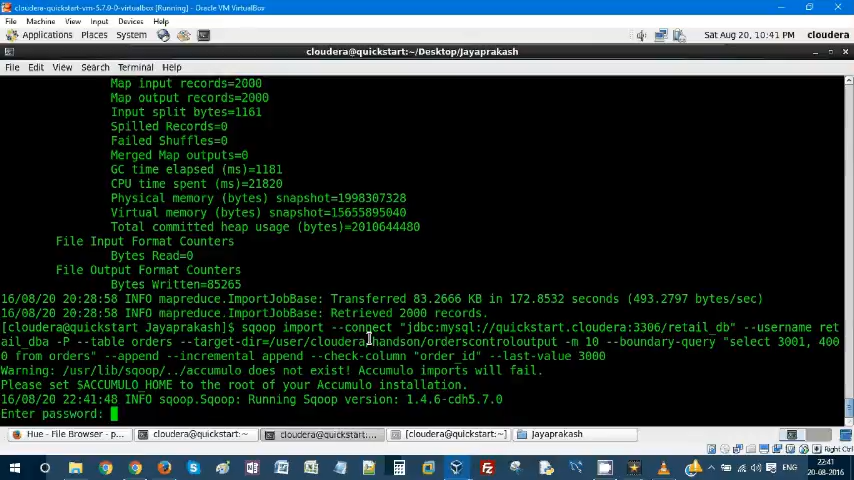 cloudera-quickstart-vm-5.7.0-0-virtualbox [Running] - Oracle VM VirtualBox
File Machine View Input Devices Help
Applications Places System Sat Aug 20, 10:41 PM cloudera
cloudera@quickstart:~/Desktop/Jayaprakash
File Edit View Search Terminal Help
Map input records=2000
Map output records=2000
Input split bytes=1161
Spilled Records=0
Failed Shuffles=0
Merged Map outputs=0
GC time elapsed (ms)=1181
CPU time spent (ms)=21820
Physical memory (bytes) snapshot=1998307328
Virtual memory (bytes) snapshot=15655895040
Total committed heap usage (bytes)=2010644480
File Input Format Counters
Bytes Read=0
File Output Format Counters
Bytes Written=85265
16/08/20 20:28:58 INFO mapreduce.ImportJobBase: Transferred 83.2666 KB in 172.8532 seconds (493.2797 bytes/sec)
16/08/20 20:28:58 INFO mapreduce.ImportJobBase: Retrieved 2000 records.
[cloudera@quickstart Jayaprakash]$ sqoop import --connect "jdbc:mysql://quickstart.cloudera:3306/retail_db" --username ret
ail_dba -P --table orders --target-dir=/user/cloudera/handson/orderscontroloutput -m 10 --boundary-query "select 3001, 400
0 from orders" --append --incremental append --check-column "order_id" --last-value 3000
Warning: /usr/lib/sqoop/../accumulo does not exist! Accumulo imports will fail.
Please set $ACCUMULO_HOME to the root of your Accumulo installation.
16/08/20 22:41:48 INFO sqoop.Sqoop: Running Sqoop version: 1.4.6-cdh5.7.0
Enter password:
Hue - File Browser - p... cloudera@quickstart:~ cloudera@quickstart:... [cloudera@quickstart:... Jayaprakash
Right Ctrl
ENG 22:41
20-08-2016